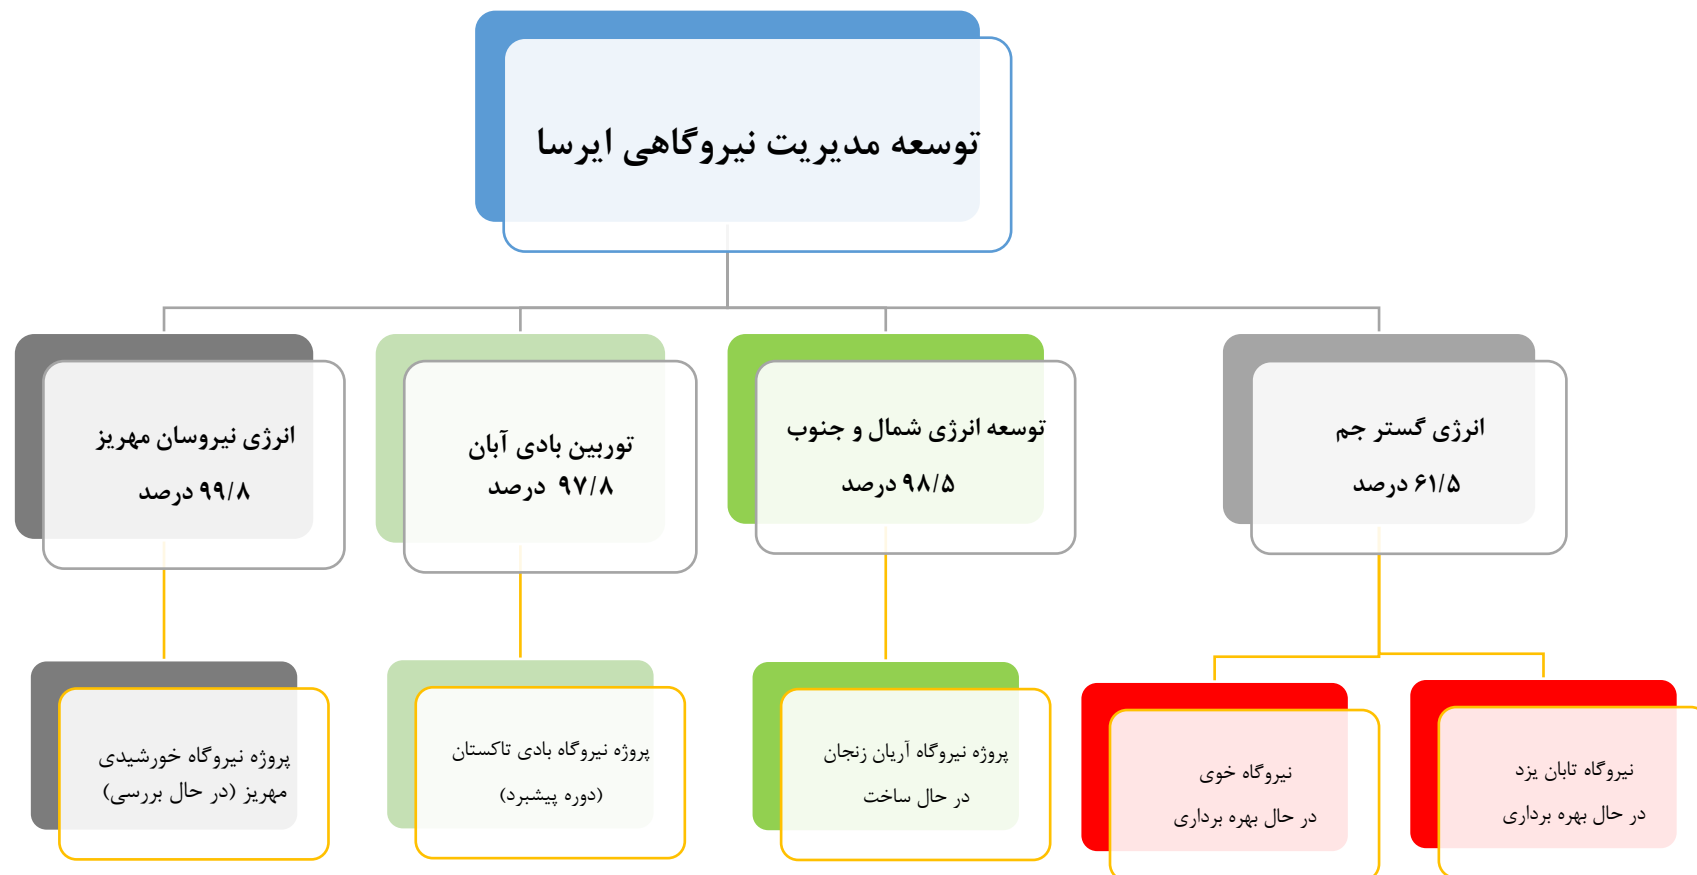 توسعه مدیریت نیروگاهی ایرسا
انرژی گستر جم
۶۱/۵ درصد
توسعه انرژی شمال و جنوب
۹۸/۵ درصد
توربین بادی آبان
۹۷/۸ درصد
انرژی نیروسان مهریز
۹۹/۸ درصد
نیروگاه تابان یزد
در حال بهره برداری
نیروگاه خوی
در حال بهره برداری
پروژه نیروگاه آریان زنجان
در حال ساخت
پروژه نیروگاه بادی تاکستان
(دوره پیشبرد)
پروژه نیروگاه خورشیدی
مهریز (در حال بررسی)